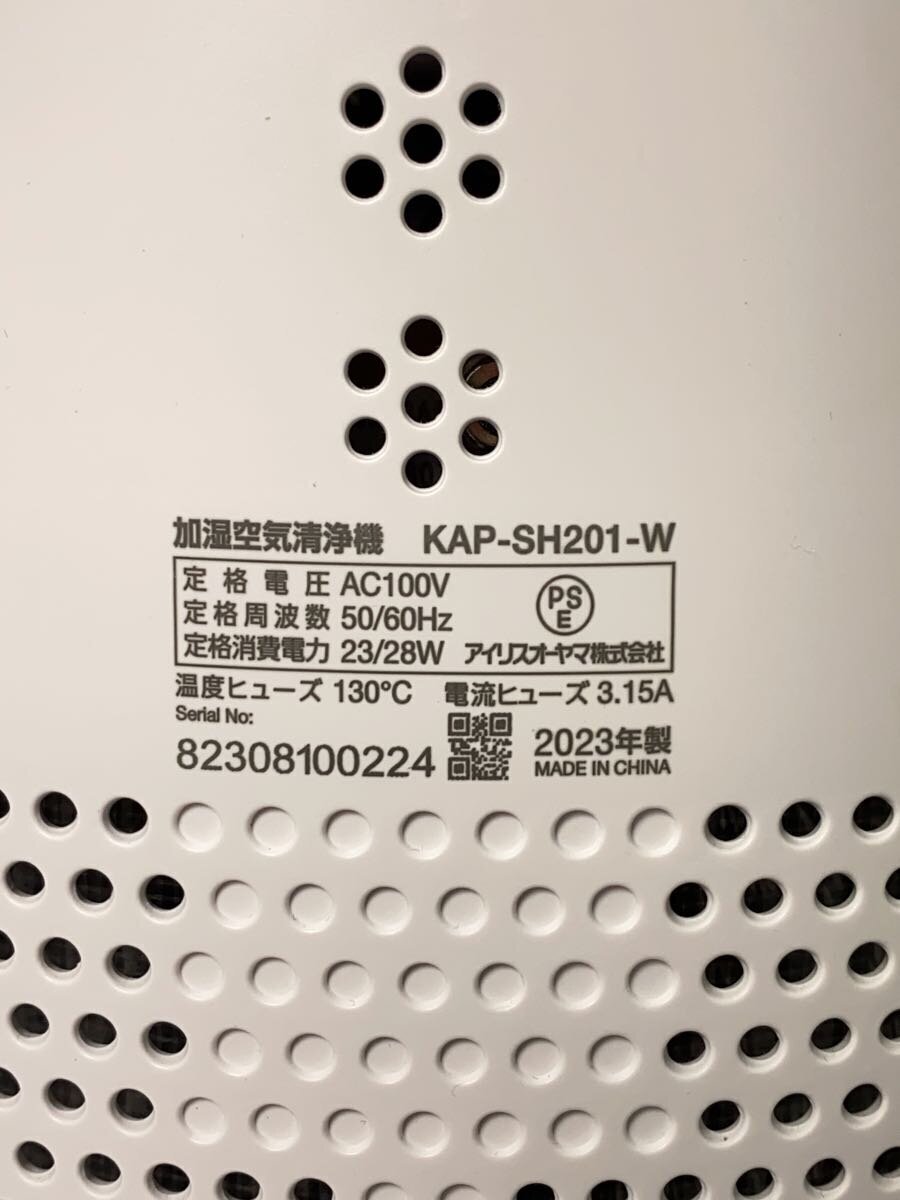 加湿空気清浄機 KAP-SH201-W
定格電圧 AC100V
定格周波数 50/60Hz
定格消費電力 23/28W
PS
E
アイリスオーヤマ株式会社
温度ヒューズ 130℃ 電流ヒューズ 3.15A
Serial No:
82308100224
2023年製
MADE IN CHINA